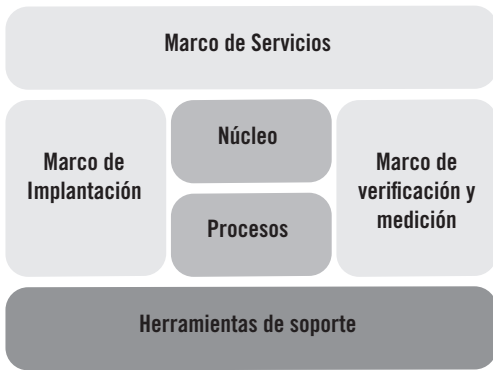 Marco de Servicios
Marco de
Implantación
Núcleo
Procesos
Marco de
verificación y
medición
Herramientas de soporte